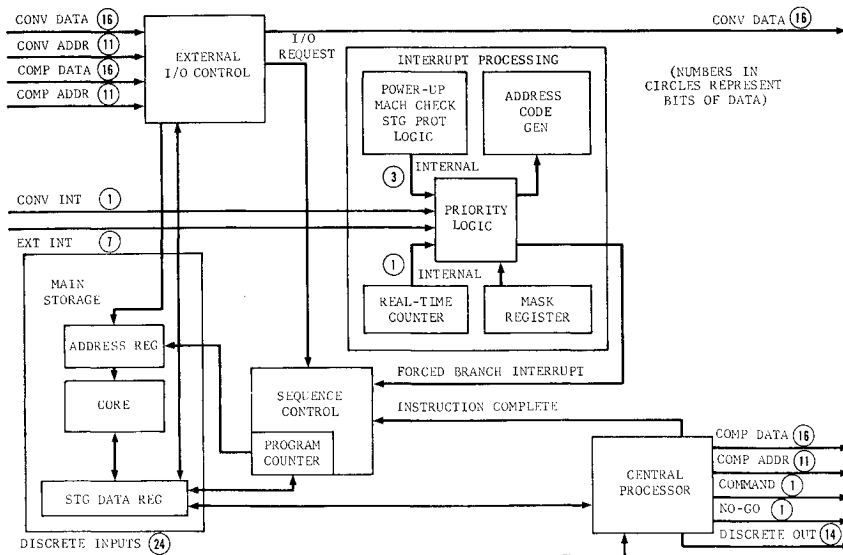 CONV DATA 16
CONV ADDR 11
COMP DATA 16
COMP ADDR 11
EXTERNAL
I/O CONTROL
I/O
REQUEST
CONV DATA 16
(NUMBERS IN
CIRCLES REPRESENT
BITS OF DATA)
INTERRUPT PROCESSING
POWER-UP
MACH CHECK
STG PROT
LOGIC
ADDRESS
CODE
GEN
INTERNAL
3
PRIORITY
LOGIC
CONV INT 1
EXT INT 7
1
INTERNAL
REAL-TIME
COUNTER
MASK
REGISTER
MAIN
STORAGE
ADDRESS REG
CORE
STG DATA REG
DISCRETE INPUTS 24
SEQUENCE
CONTROL
PROGRAM
COUNTER
FORCED BRANCH INTERRUPT
INSTRUCTION COMPLETE
CENTRAL
PROCESSOR
COMP DATA 16
COMP ADDR 11
COMMAND 1
NO-GO 1
DISCRETE OUT 14